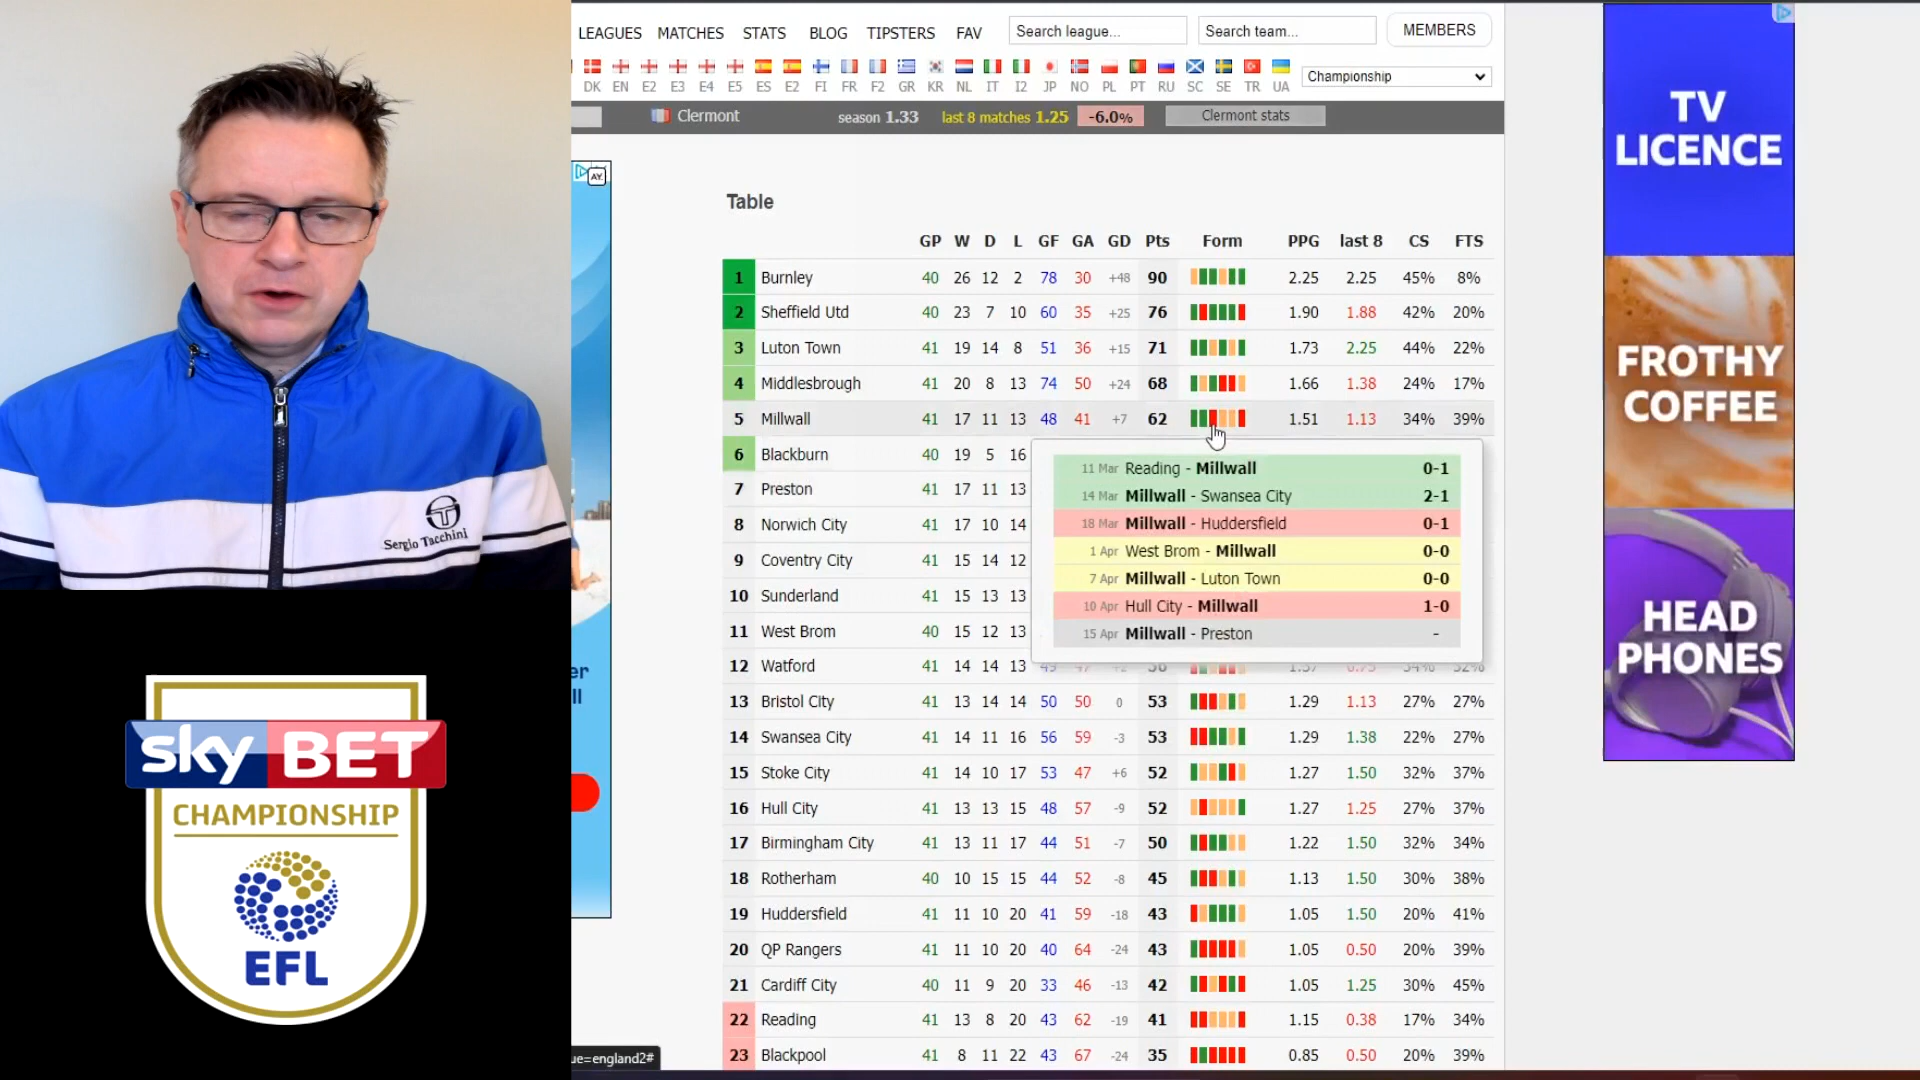 LEAGUES MATCHES STATS BLOG TIPSTERS FAV Search league... Search team... MEMBERS
DK EN E2 E3 E4 E5 ES E2 FI FR F2 GR KR NL IT I2 JP NO PL PT RU SC SE TR UA Championship
Clermont season 1.33 last 8 matches 1.25 -6.0% Clermont stats
Table
GP W D L GF GA GD Pts Form PPG last 8 CS FTS
1 Burnley 40 26 12 2 78 30 +48 90 2.25 2.25 45% 8%
2 Sheffield Utd 40 23 7 10 60 35 +25 76 1.90 1.88 42% 20%
3 Luton Town 41 19 14 8 51 36 +15 71 1.73 2.25 44% 22%
4 Middlesbrough 41 20 8 13 74 50 +24 68 1.66 1.38 24% 17%
5 Millwall 41 17 11 13 48 41 +7 62 1.51 1.13 34% 39%
6 Blackburn 40 19 5 16
7 Preston 41 17 11 13
8 Norwich City 41 17 10 14
9 Coventry City 41 15 14 12
10 Sunderland 41 15 13 13
11 West Brom 40 15 12 13
12 Watford 41 14 14 13
11 Mar Reading - Millwall 0-1
14 Mar Millwall - Swansea City 2-1
18 Mar Millwall - Huddersfield 0-1
1 Apr West Brom - Millwall 0-0
7 Apr Millwall - Luton Town 0-0
10 Apr Hull City - Millwall 1-0
15 Apr Millwall - Preston -
13 Bristol City 41 13 14 14 50 50 0 53 1.29 1.13 27% 27%
14 Swansea City 41 14 11 16 56 59 -3 53 1.29 1.38 22% 27%
15 Stoke City 41 14 10 17 53 47 +6 52 1.27 1.50 32% 37%
16 Hull City 41 13 13 15 48 57 -9 52 1.27 1.25 27% 37%
17 Birmingham City 41 13 11 17 44 51 -7 50 1.22 1.50 32% 34%
18 Rotherham 40 10 15 15 44 52 -8 45 1.13 1.50 30% 38%
19 Huddersfield 41 11 10 20 41 59 -18 43 1.05 1.50 20% 41%
20 QP Rangers 41 11 10 20 40 64 -24 43 1.05 0.50 20% 39%
21 Cardiff City 40 11 9 20 33 46 -13 42 1.05 1.25 30% 45%
22 Reading 41 13 8 20 43 62 -19 41 1.15 0.38 17% 34%
23 Blackpool 41 8 11 22 43 67 -24 35 0.85 0.50 20% 39%
ue=england2#
er
ll
AY
TV
LICENCE
FROTHY
COFFEE
HEAD
PHONES
Sergio Tacchini
sky BET
CHAMPIONSHIP
EFL